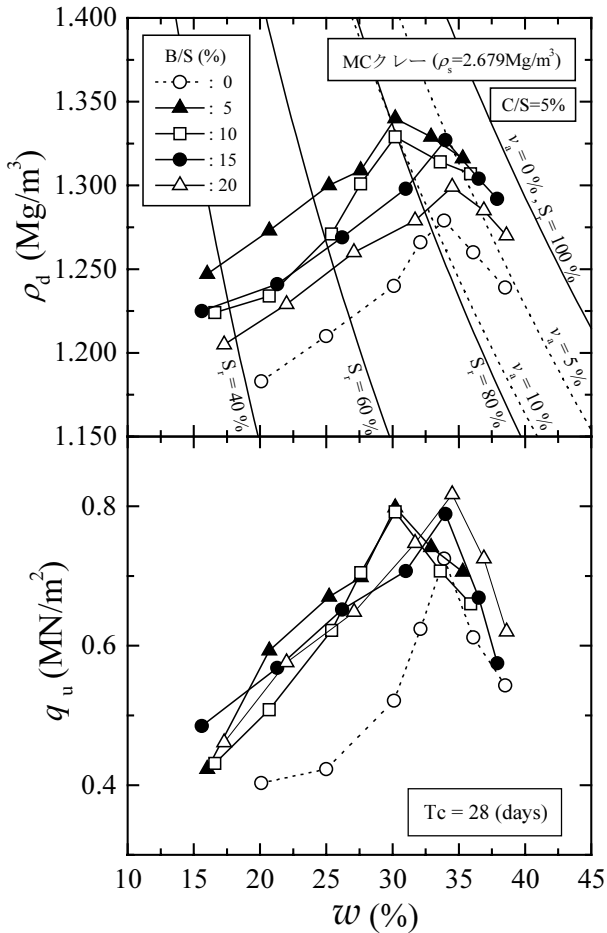 1.400
1.350
1.300
1.250
1.200
1.150
ρd (Mg/m³)
B/S (%)
: 0
: 5
: 10
: 15
: 20
MCクレー (ρs=2.679Mg/m³)
C/S=5%
va = 0 % , Sr = 100 %
va = 5 %
va = 10 %
Sr = 80 %
Sr = 60 %
Sr = 40 %
0.8
0.6
0.4
qu (MN/m²)
Tc = 28 (days)
10 15 20 25 30 35 40 45
w (%)